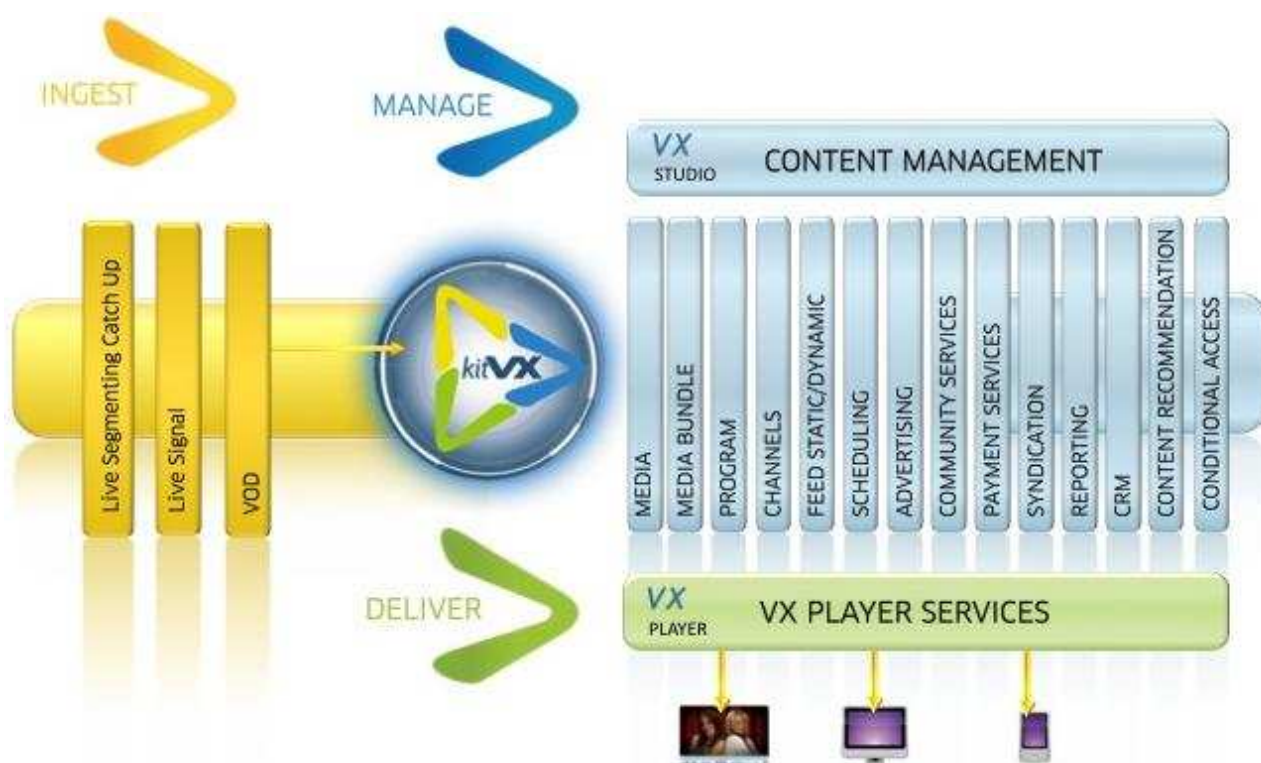 INGEST
MANAGE
VX
STUDIO
CONTENT MANAGEMENT
Live Segmenting Catch Up
Live Signal
VOD
kitVX
MEDIA
MEDIA BUNDLE
PROGRAM
CHANNELS
FEED STATIC/DYNAMIC
SCHEDULING
ADVERTISING
COMMUNITY SERVICES
PAYMENT SERVICES
SYNDICATION
REPORTING
CRM
CONTENT RECOMMENDATION
CONDITIONAL ACCESS
DELIVER
VX
PLAYER
VX PLAYER SERVICES